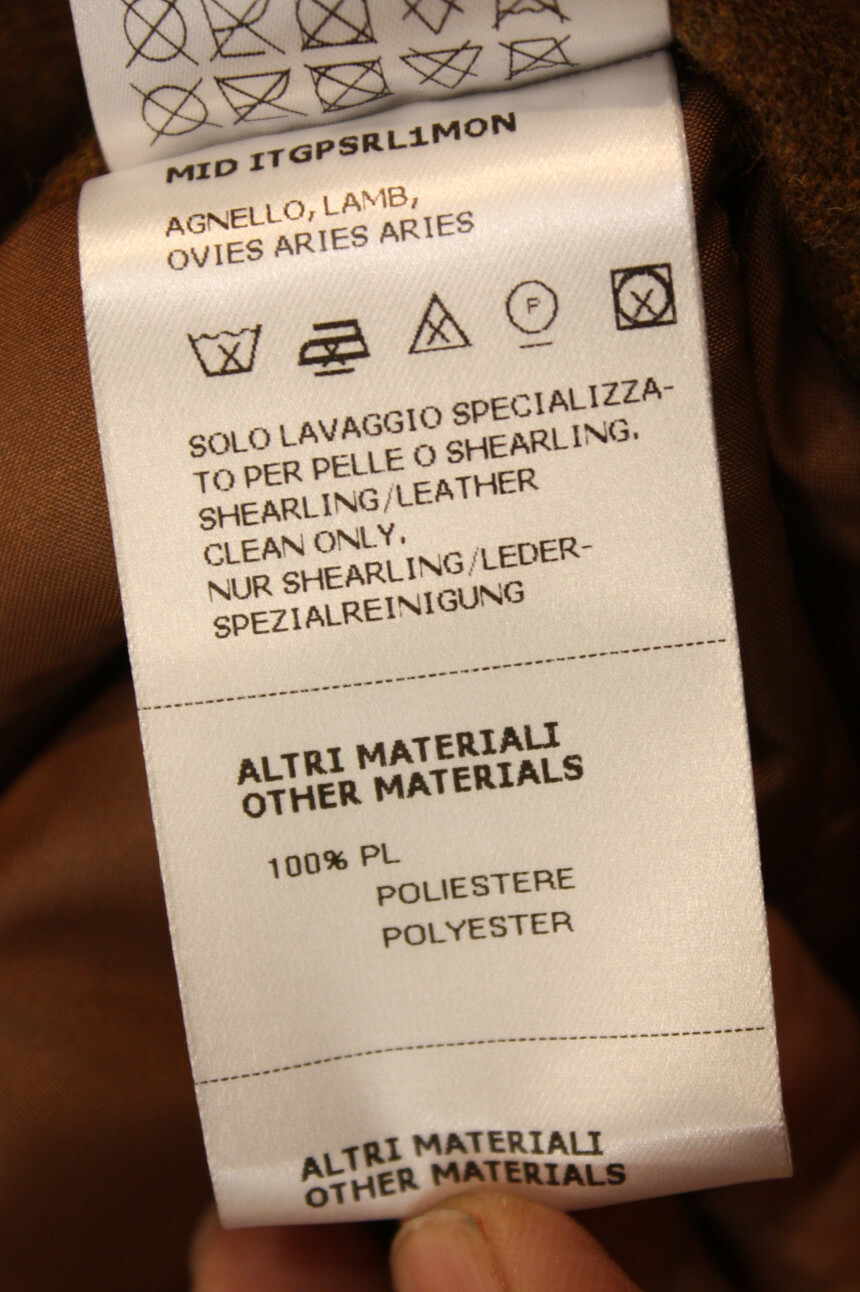 MID ITGPSRL1MON
AGNELLO, LAMB,
OVIES ARIES ARIES
P
SOLO LAVAGGIO SPECIALIZZA-
TO PER PELLE O SHEARLING.
SHEARLING/LEATHER
CLEAN ONLY.
NUR SHEARLING/LEDER-
SPEZIALREINIGUNG
ALTRI MATERIALI
OTHER MATERIALS
100% PL
POLIESTERE
POLYESTER
ALTRI MATERIALI
OTHER MATERIALS